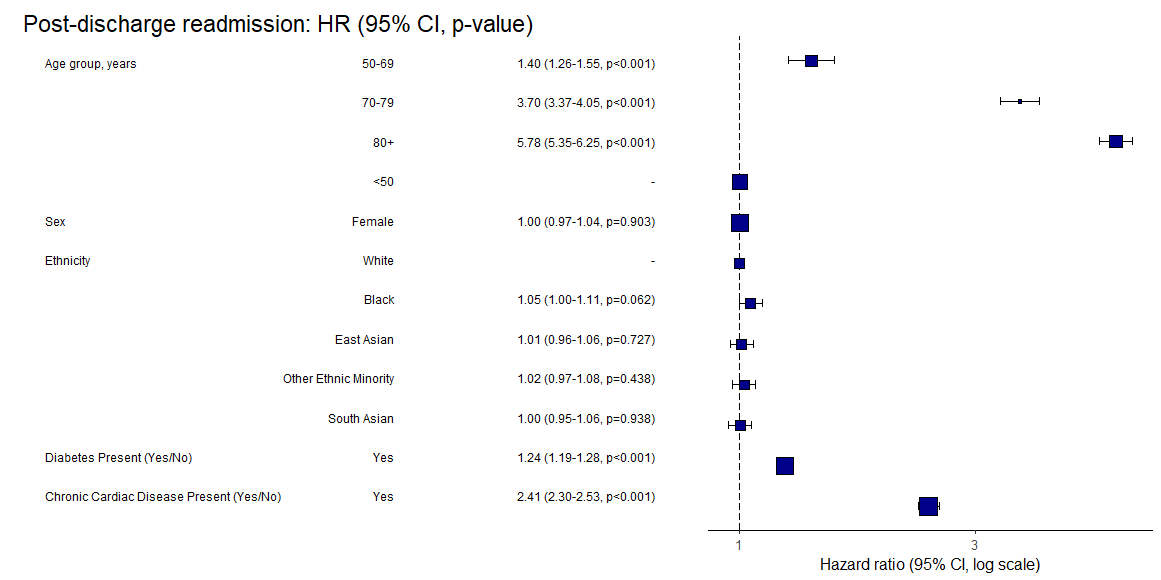 Post-discharge readmission: HR (95% CI, p-value)
Age group, years 50-69 1.40 (1.26-1.55, p<0.001)
70-79 3.70 (3.37-4.05, p<0.001)
80+ 5.78 (5.35-6.25, p<0.001)
<50 -
Sex Female 1.00 (0.97-1.04, p=0.903)
Ethnicity White -
Black 1.05 (1.00-1.11, p=0.062)
East Asian 1.01 (0.96-1.06, p=0.727)
Other Ethnic Minority 1.02 (0.97-1.08, p=0.438)
South Asian 1.00 (0.95-1.06, p=0.938)
Diabetes Present (Yes/No) Yes 1.24 (1.19-1.28, p<0.001)
Chronic Cardiac Disease Present (Yes/No) Yes 2.41 (2.30-2.53, p<0.001)
1 3
Hazard ratio (95% CI, log scale)